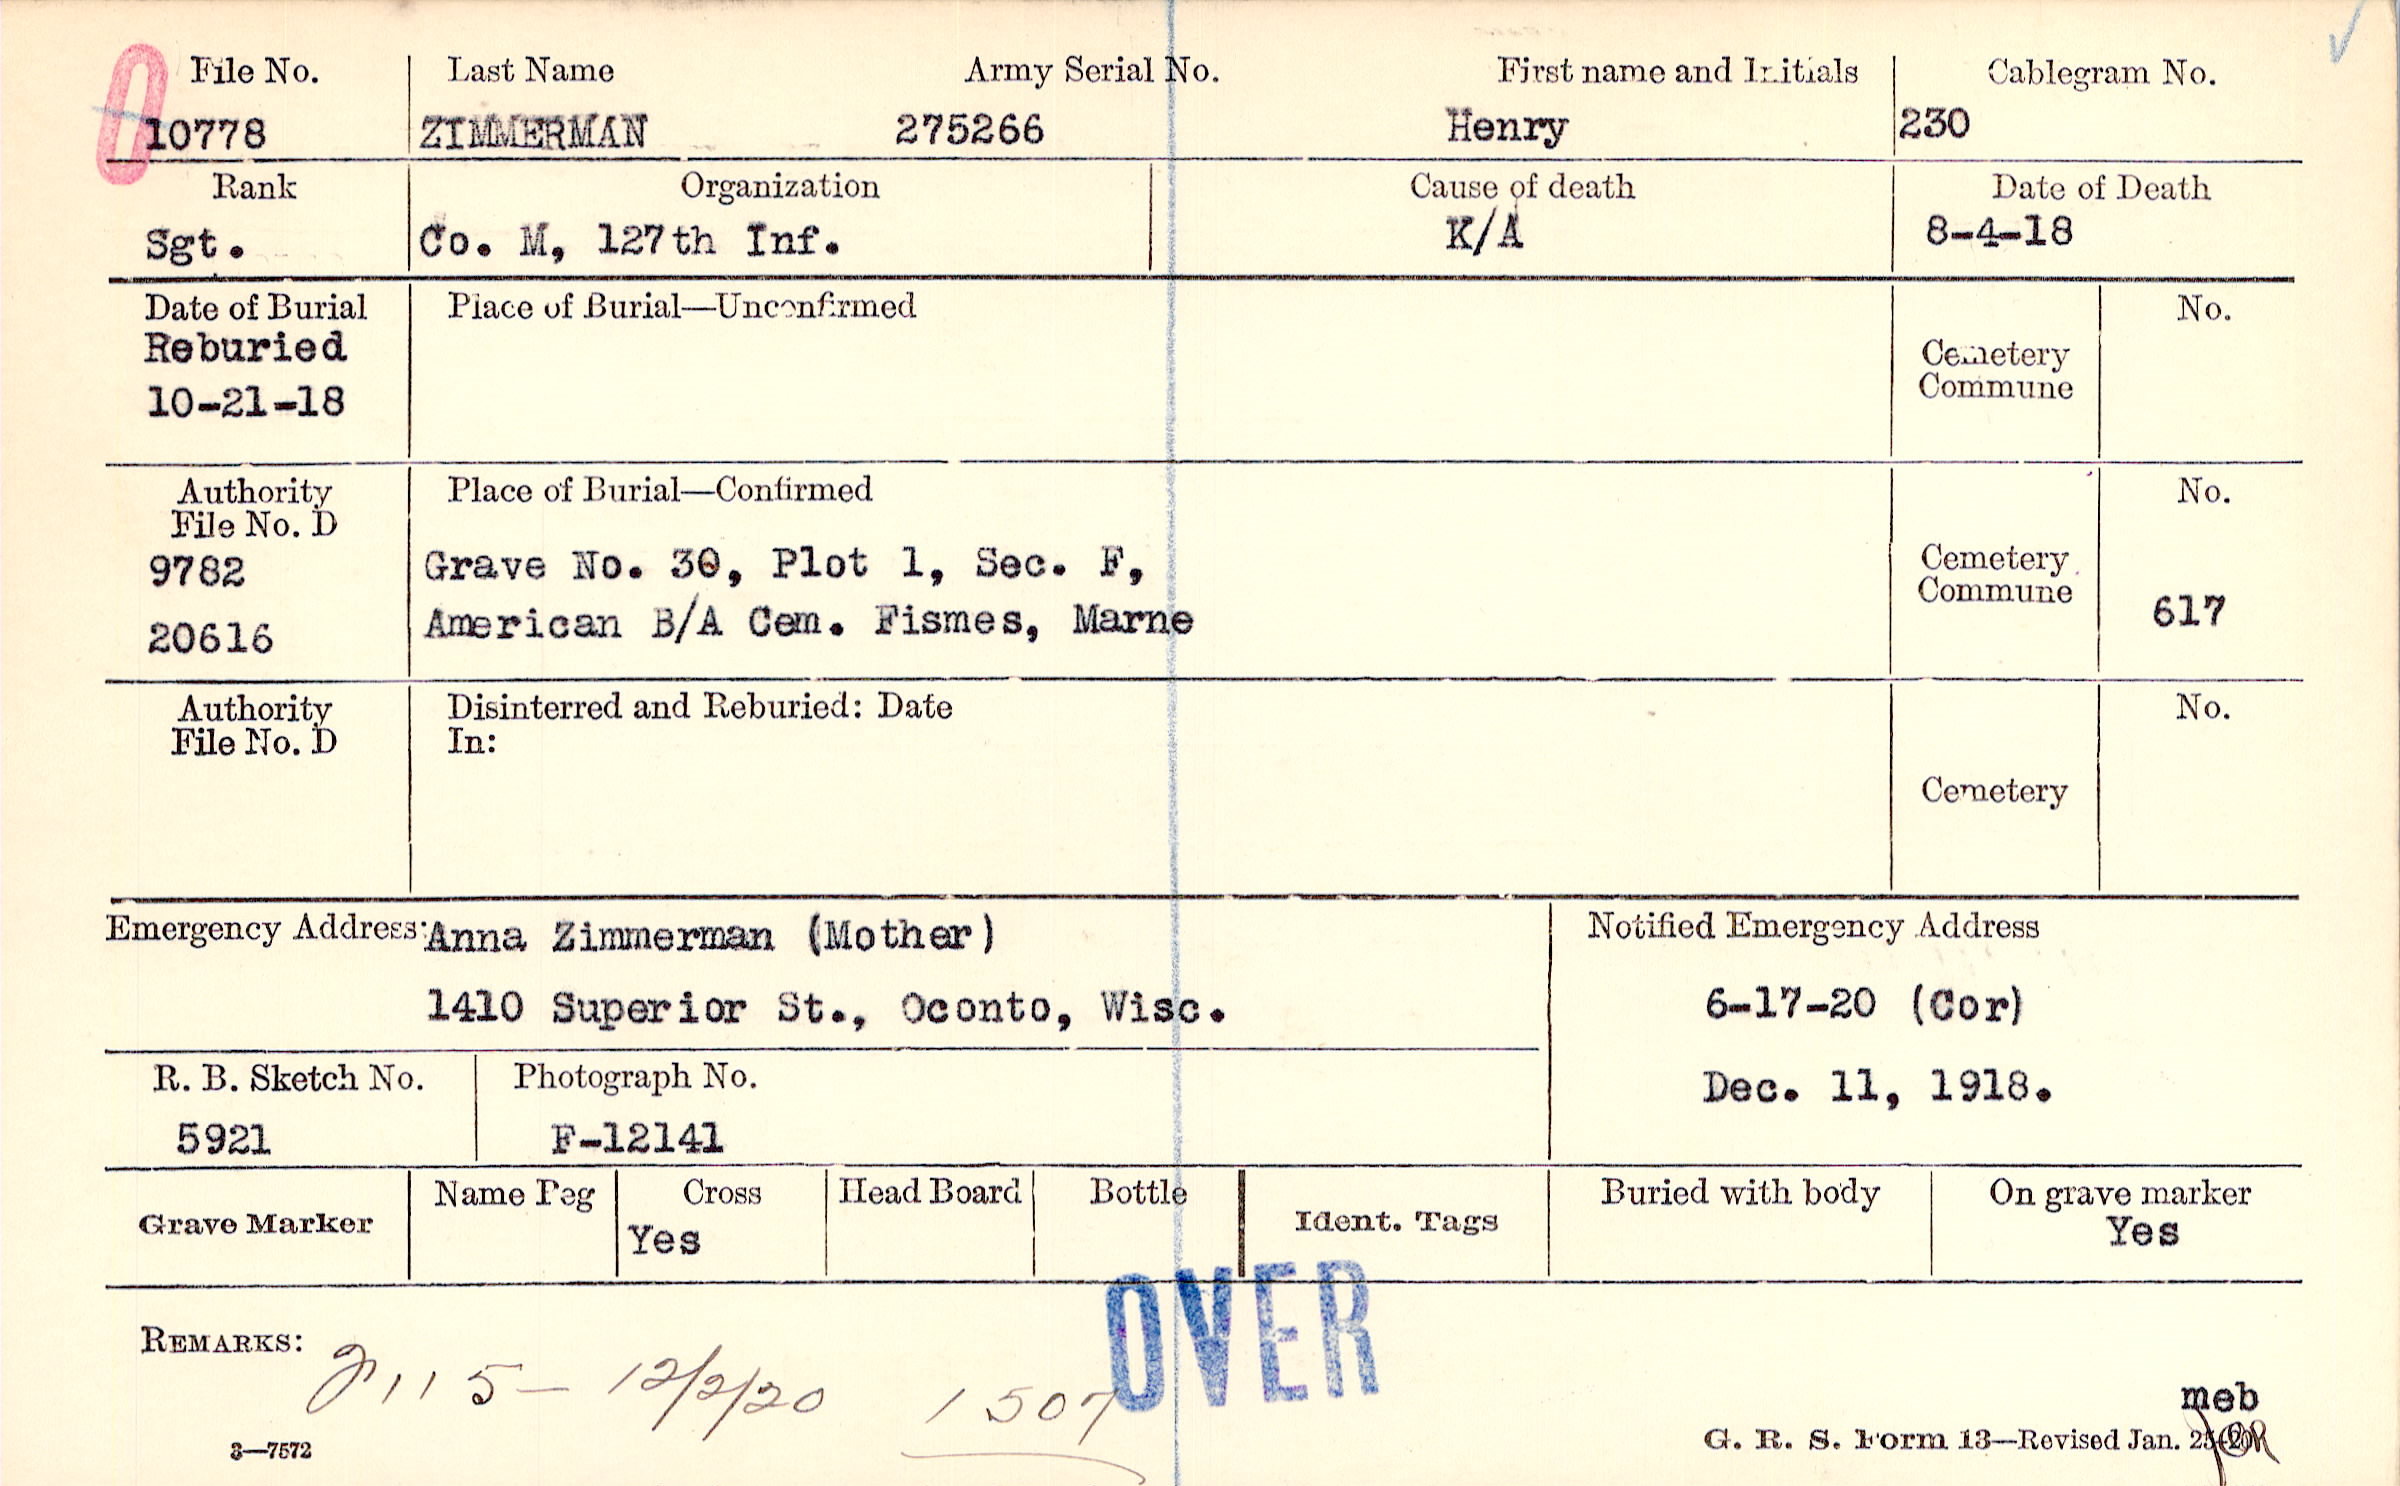 File No. Last Name Army Serial No. First name and Initials Cablegram No.
10778 ZIMMERMAN 275266 Henry 230
Rank Organization Cause of death Date of Death
Sgt. Co. M, 127th Inf. K/A 8-4-18
Date of Burial Place of Burial—Unconfirmed No.
Reburied
10-21-18
Cemetery
Commune
Authority Place of Burial—Confirmed No.
File No. D
9782 Grave No. 30, Plot 1, Sec. F,
Cemetery
Commune
20616 American B/A Cem. Fismes, Marne 617
Authority Disinterred and Reburied: Date No.
File No. D In:
Cemetery
Emergency Address: Anna Zimmerman (Mother) Notified Emergency Address
1410 Superior St., Oconto, Wisc. 6-17-20 (Cor)
R. B. Sketch No. Photograph No. Dec. 11, 1918.
5921 F-12141
Grave Marker Name Peg Cross Head Board Bottle Ident. Tags Buried with body On grave marker
Yes Yes
OVER
REMARKS: 115 — 12/2/20 1507
meb
3—7572 G. R. S. Form 13—Revised Jan. 25-20